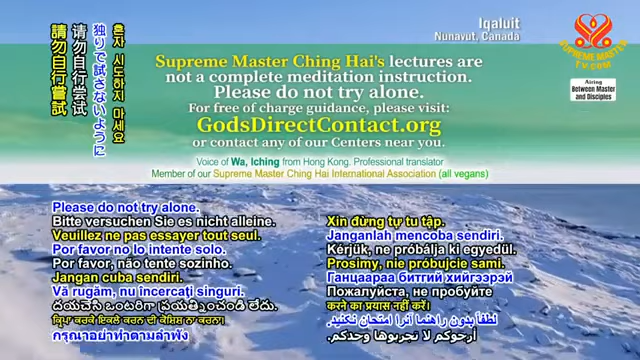 請勿自行嘗試
请勿自行尝试
独りで試さないように
혼자 시도하지 마세요
Iqaluit
Nunavut, Canada
SUPREME MASTER
TV.COM
Airing
Between Master
and Disciples
Supreme Master Ching Hai's lectures are
not a complete meditation instruction.
Please do not try alone.
For free of charge guidance, please visit:
GodsDirectContact.org
or contact any of our Centers near you.
Voice of Wa, Iching from Hong Kong. Professional translator
Member of our Supreme Master Ching Hai International Association (all vegans)
Please do not try alone.
Bitte versuchen Sie es nicht alleine.
Veuillez ne pas essayer tout seul.
Por favor no lo intente solo.
Por favor, não tente sozinho.
Jangan cuba sendiri.
Vă rugăm, nu încercaţi singuri.
దయచేసి ఒంటరిగా ప్రయత్నించండి లేదు.
ਕ੍ਰਿਪਾ ਕਰਕੇ ਇਕਲੇ ਕਰਨ ਦੀ ਕੋਸ਼ਿਸ਼ ਨਾ ਕਰਨਾ।
กรุณาอย่าทำตามลำพัง
Xin đừng tự tu tập.
Janganlah mencoba sendiri.
Kérjük, ne próbálja ki egyedül.
Prosimy, nie próbujcie sami.
Ганцаараа битгий хийгээрэй
Пожалуйста, не пробуйте
करने का प्रयास नहीं करें।
لطفاً بدون راهنما آنرا امتحان نکنید.
أرجوكم لا تجربوها وحدكم.